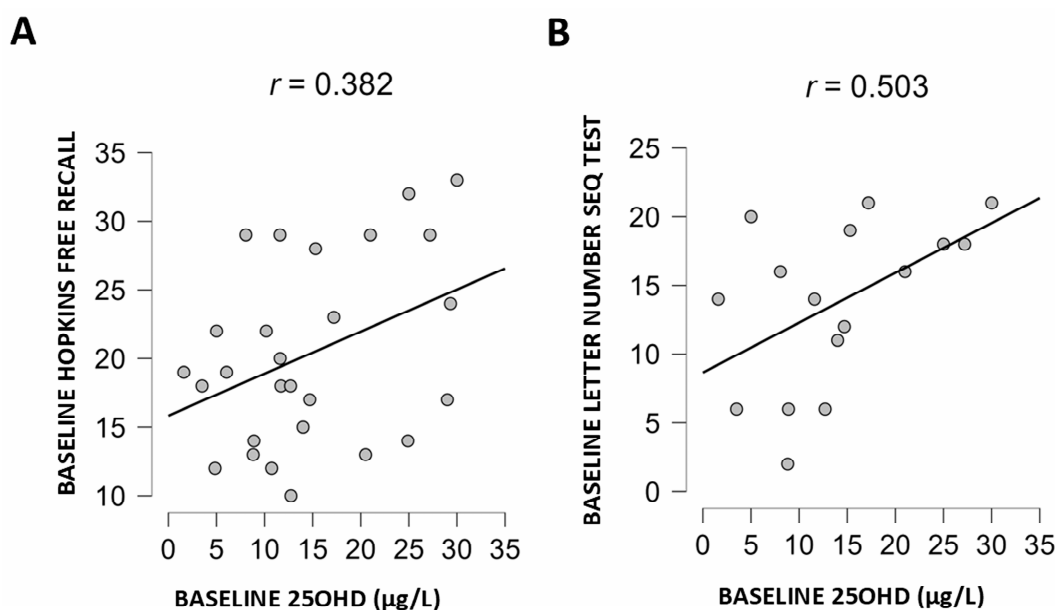 A
r = 0.382
BASELINE HOPKINS FREE RECALL
35
30
25
20
15
10
0 5 10 15 20 25 30 35
BASELINE 25OHD (µg/L)
B
r = 0.503
BASELINE LETTER NUMBER SEQ TEST
25
20
15
10
5
0
0 5 10 15 20 25 30 35
BASELINE 25OHD (µg/L)